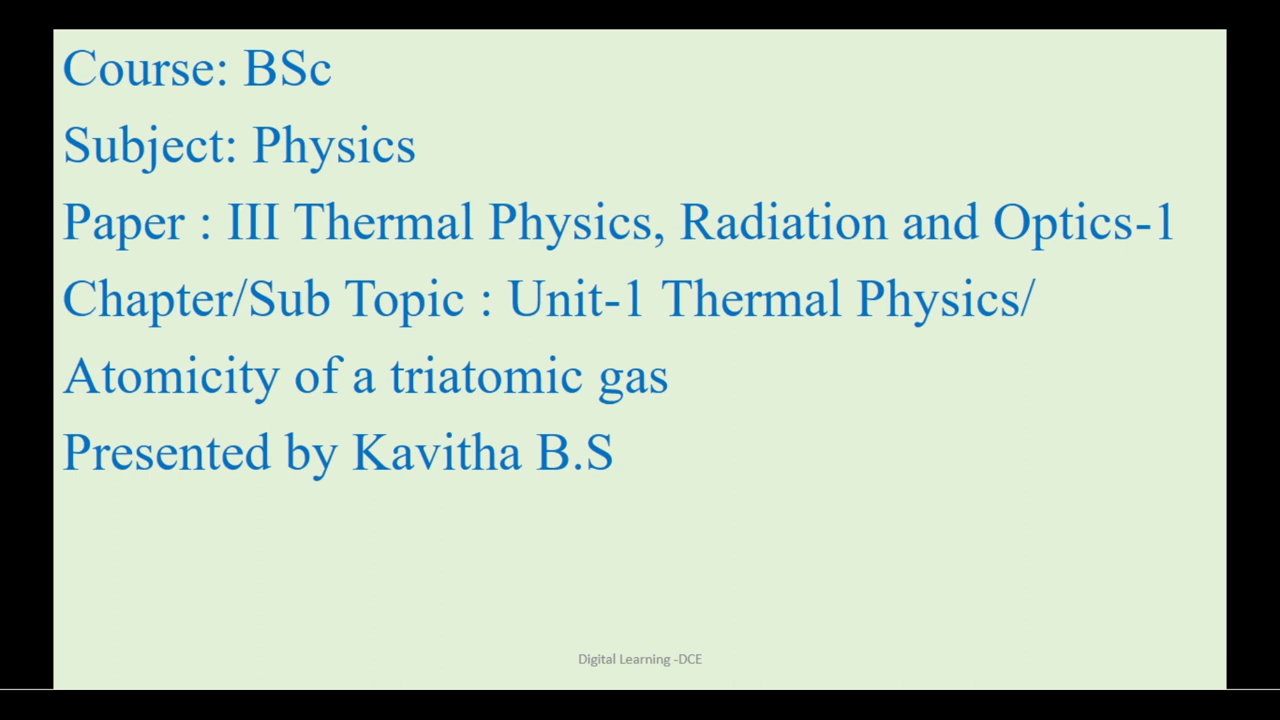 Course: BSc
Subject: Physics
Paper : III Thermal Physics, Radiation and Optics-1
Chapter/Sub Topic : Unit-1 Thermal Physics/
Atomicity of a triatomic gas
Presented by Kavitha B.S
Digital Learning -DCE